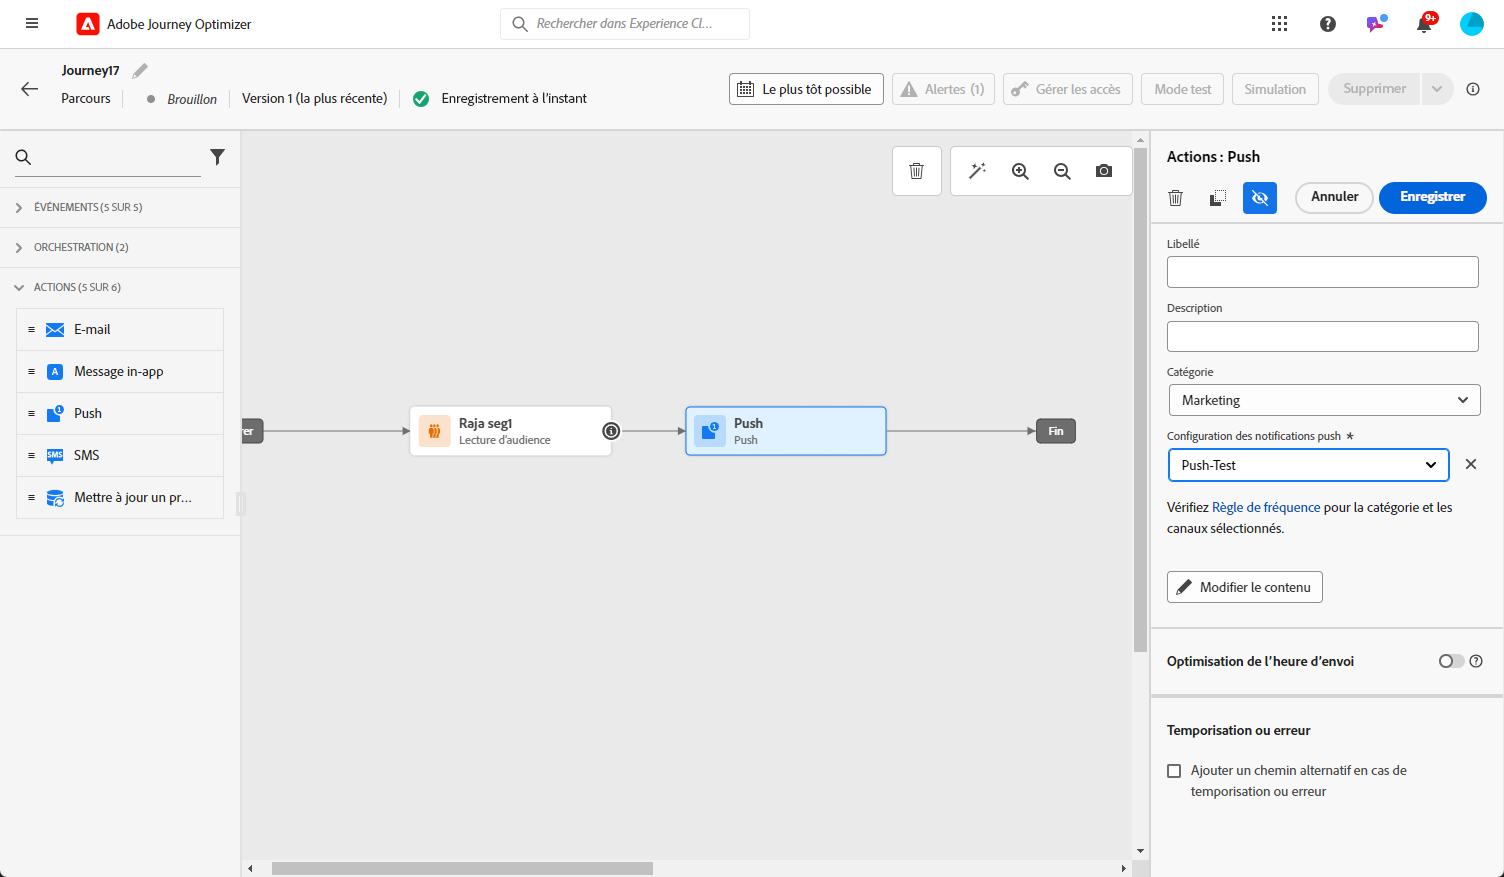 Adobe Journey Optimizer
Rechercher dans Experience Cl...
9+
Journey17
Parcours
Brouillon
Version 1 (la plus récente)
Enregistrement à l'instant
Le plus tôt possible
Alertes (1)
Gérer les accès
Mode test
Simulation
Supprimer
ÉVÉNEMENTS (5 SUR 5)
ORCHESTRATION (2)
ACTIONS (5 SUR 6)
E-mail
A
Message in-app
1
Push
SMS
SMS
Mettre à jour un pr...
rer
Raja seg1
Lecture d'audience
1
Push
Push
Fin
Actions : Push
Annuler
Enregistrer
Libellé
Description
Catégorie
Marketing
Configuration des notifications push *
Push-Test
Vérifiez Règle de fréquence pour la catégorie et les
canaux sélectionnés.
Modifier le contenu
Optimisation de l'heure d'envoi
Temporisation ou erreur
Ajouter un chemin alternatif en cas de
temporisation ou erreur